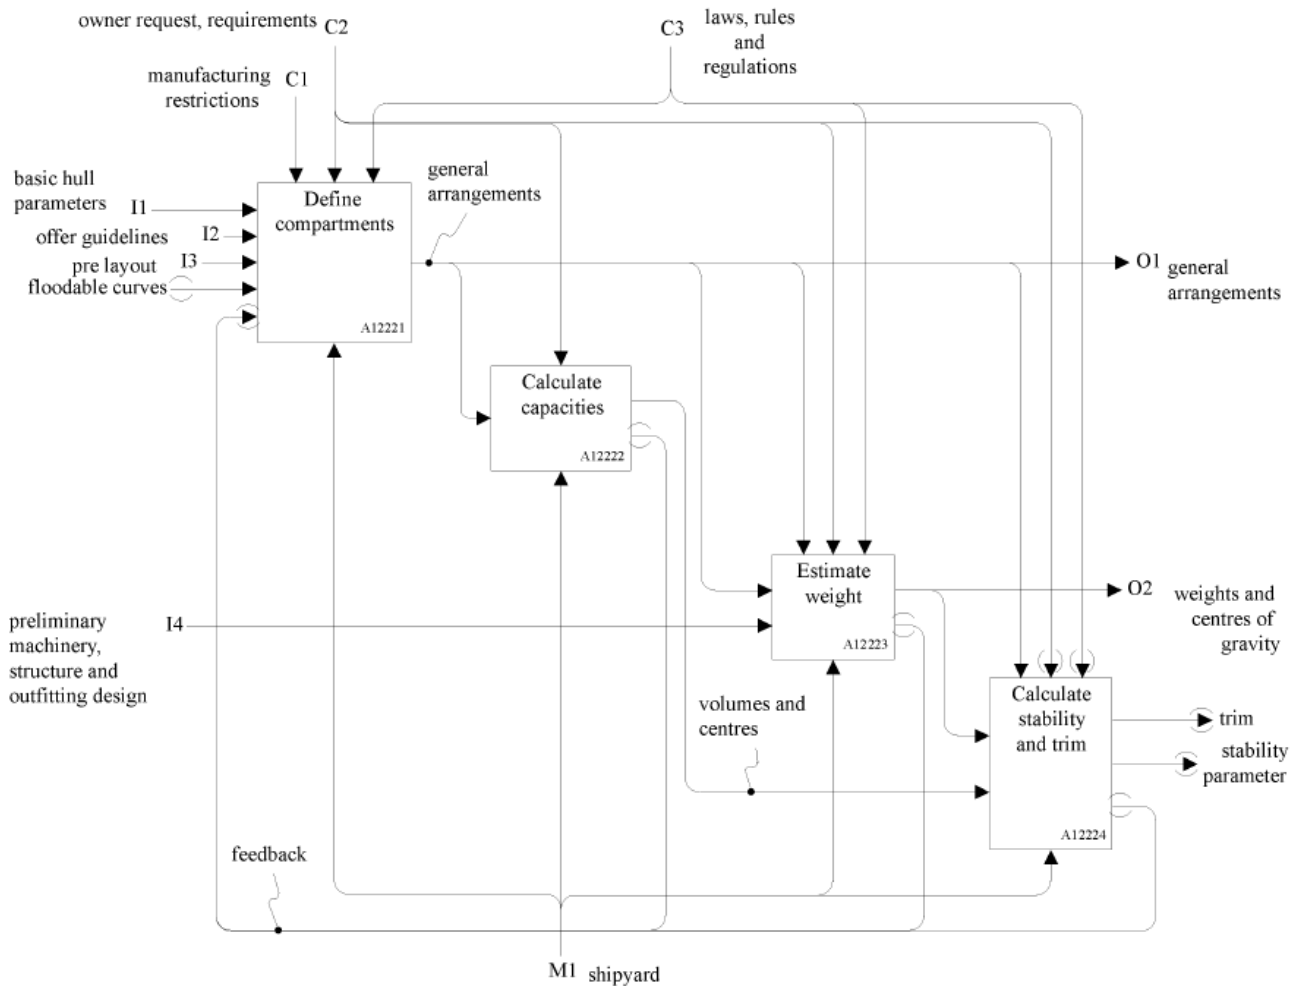 owner request, requirements C2
C3
laws, rules
and
regulations
manufacturing
restrictions
C1
basic hull
parameters
I1
offer guidelines I2
pre layout I3
floodable curves
Define
compartments
A12221
general
arrangements
O1 general
arrangements
Calculate
capacities
A12222
Estimate
weight
A12223
O2 weights and
centres of
gravity
preliminary
machinery,
structure and
outfitting design
I4
volumes and
centres
Calculate
stability
and trim
A12224
trim
stability
parameter
feedback
M1 shipyard